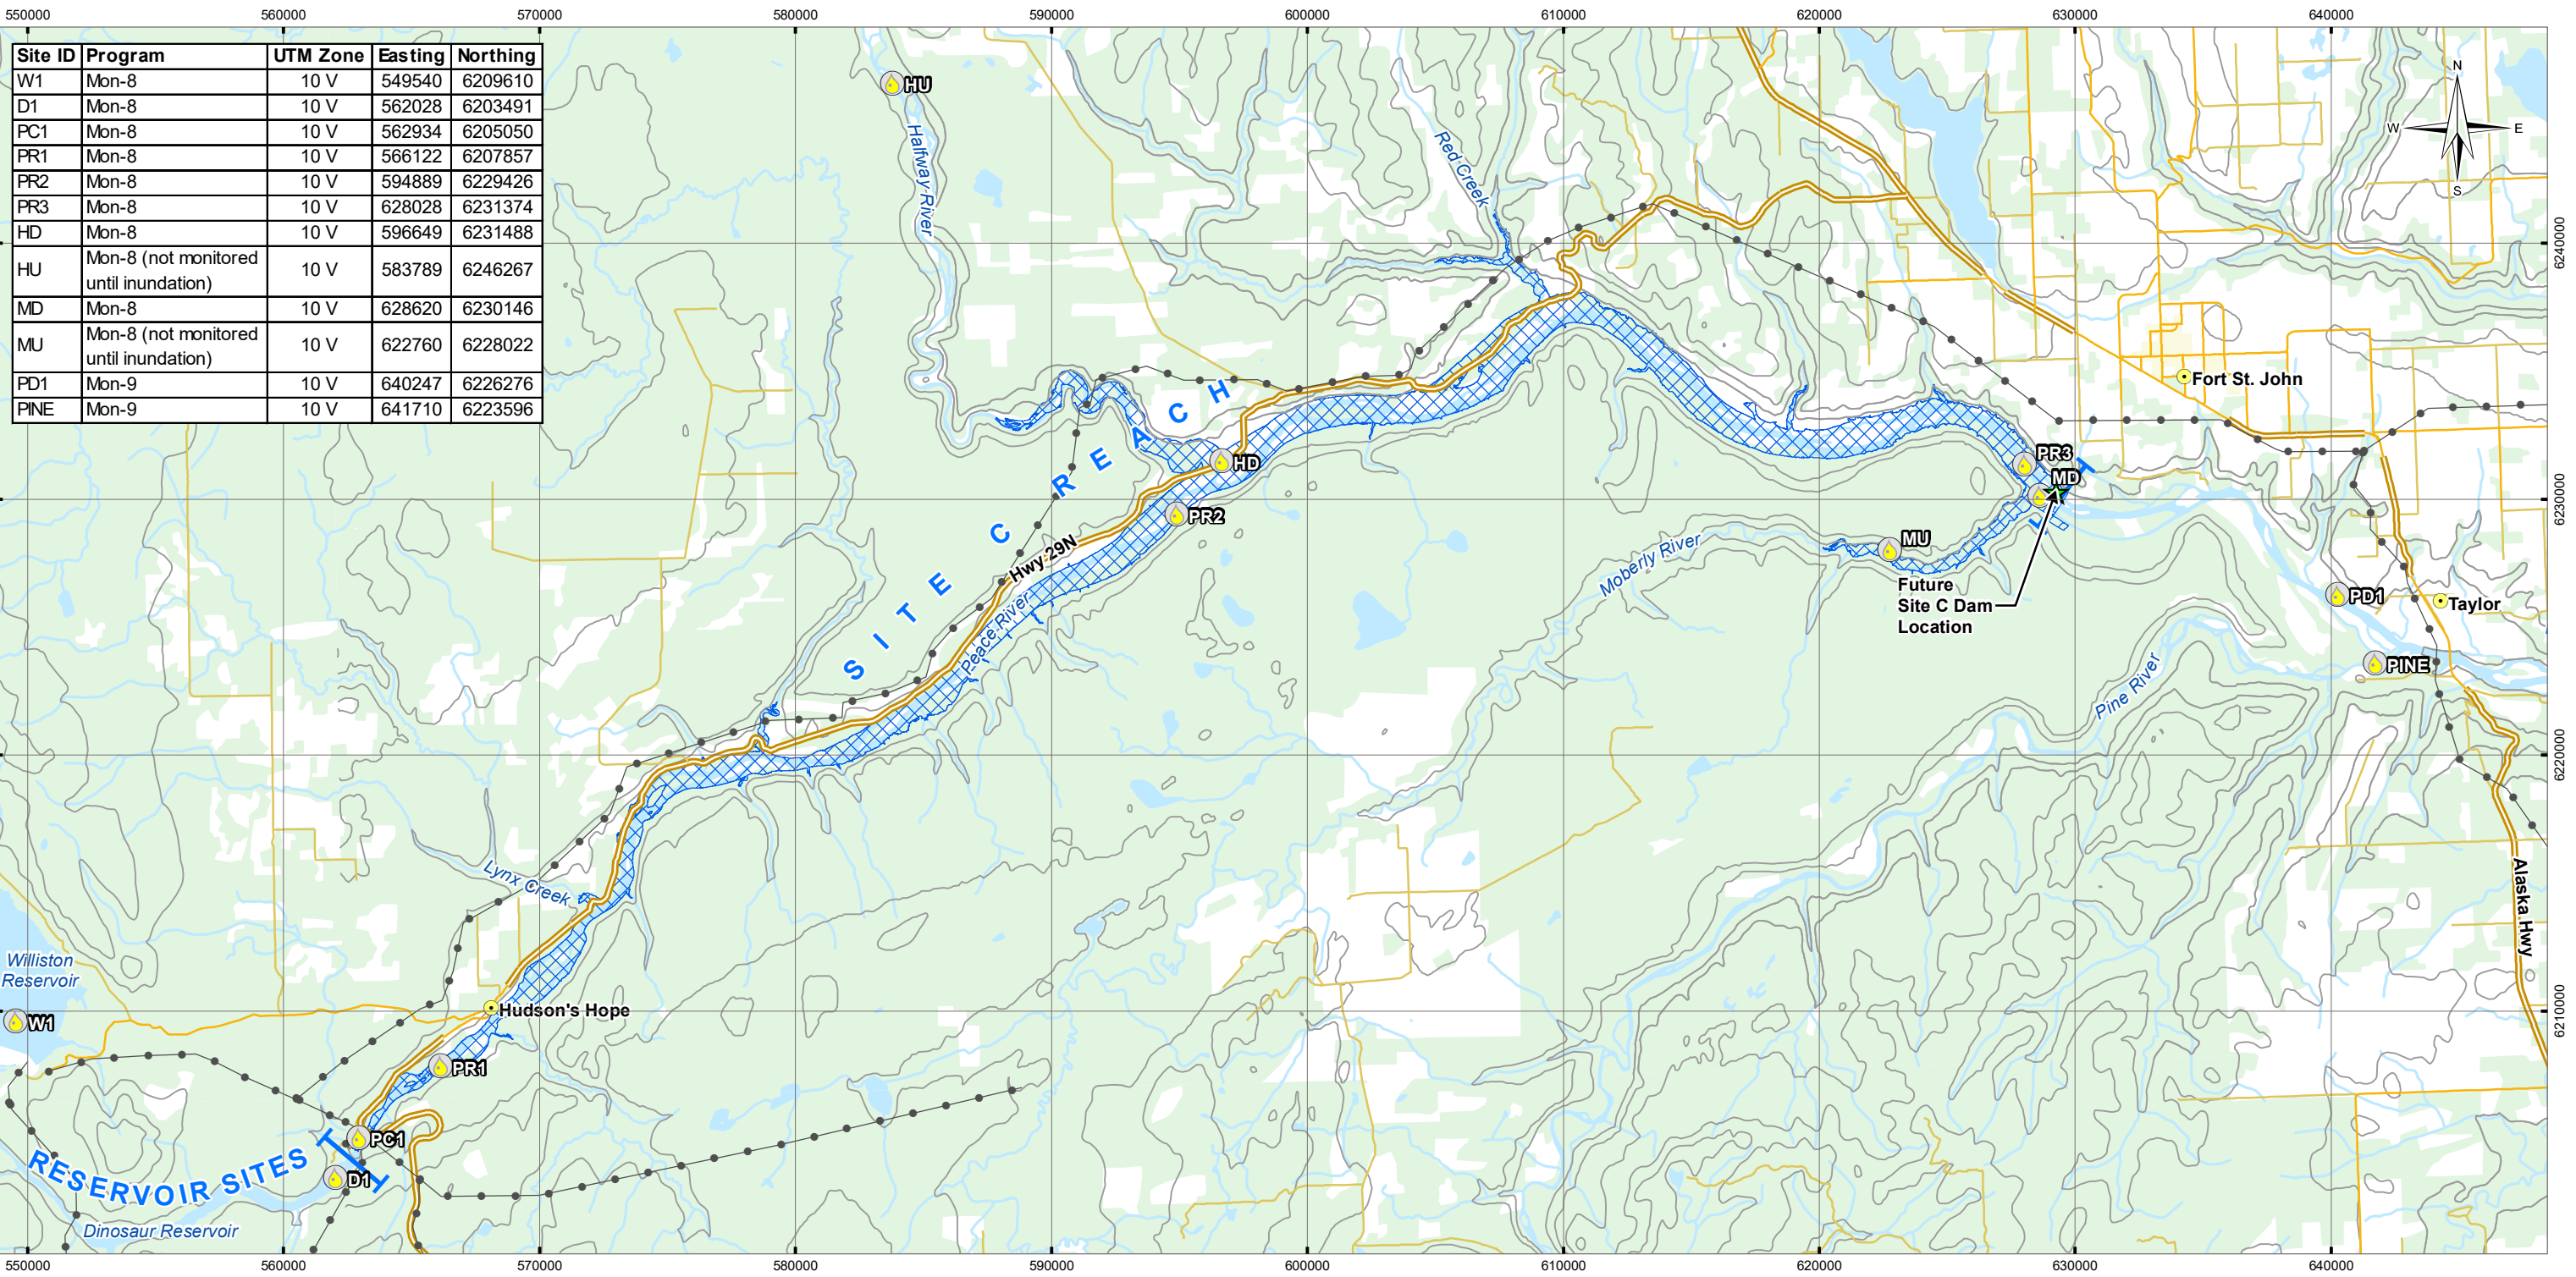 550000 560000 570000 580000 590000 600000 610000 620000 630000 640000
Site ID Program UTM Zone Easting Northing
W1 Mon-8 10 V 549540 6209610
D1 Mon-8 10 V 562028 6203491
PC1 Mon-8 10 V 562934 6205050
PR1 Mon-8 10 V 566122 6207857
PR2 Mon-8 10 V 594889 6229426
PR3 Mon-8 10 V 628028 6231374
HD Mon-8 10 V 596649 6231488
HU Mon-8 (not monitored until inundation) 10 V 583789 6246267
MD Mon-8 10 V 628620 6230146
MU Mon-8 (not monitored until inundation) 10 V 622760 6228022
PD1 Mon-9 10 V 640247 6226276
PINE Mon-9 10 V 641710 6223596
HU
Halfway River
Red Creek
N
W E
S
6240000
Fort St. John
SITE C REACH
HD
PR3
MD
PR2
Hwy 29N
Peace River
Moberly River
MU
Future
Site C Dam
Location
6230000
PD1
Taylor
PINE
Pine River
6220000
Lynx Creek
Alaska Hwy
Williston
Reservoir
W1
Hudson's Hope
6210000
PR1
PC1
RESERVOIR SITES
D1
Dinosaur Reservoir
550000 560000 570000 580000 590000 600000 610000 620000 630000 640000